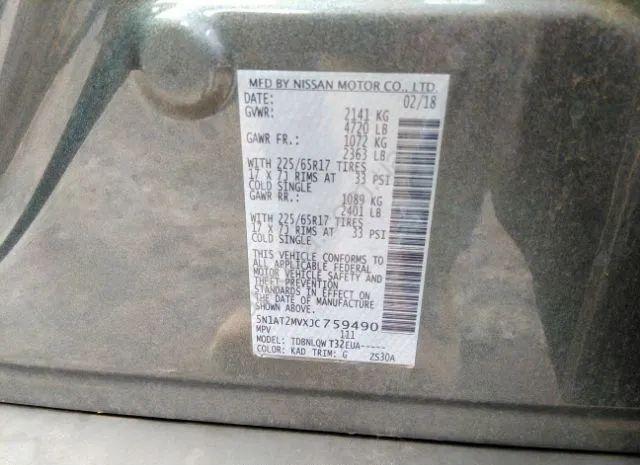 MFD BY NISSAN MOTOR CO., LTD.
DATE: 02/18
GVWR: 2141 KG
4720 LB
GAWR FR.: 1072 KG
2363 LB
WITH 225/65R17 TIRES
17 X 7J RIMS AT 33 PSI
COLD SINGLE
GAWR RR.: 1089 KG
2401 LB
WITH 225/65R17 TIRES
17 X 7J RIMS AT 33 PSI
COLD SINGLE
THIS VEHICLE CONFORMS TO
ALL APPLICABLE FEDERAL
MOTOR VEHICLE SAFETY AND
THEFT PREVENTION
STANDARDS IN EFFECT ON
THE DATE OF MANUFACTURE
SHOWN ABOVE.
5N1AT2MVXJC759490
MPV 111
MODEL: TDBNLQWT32EUA-----
COLOR: KAD TRIM: G ZS30A